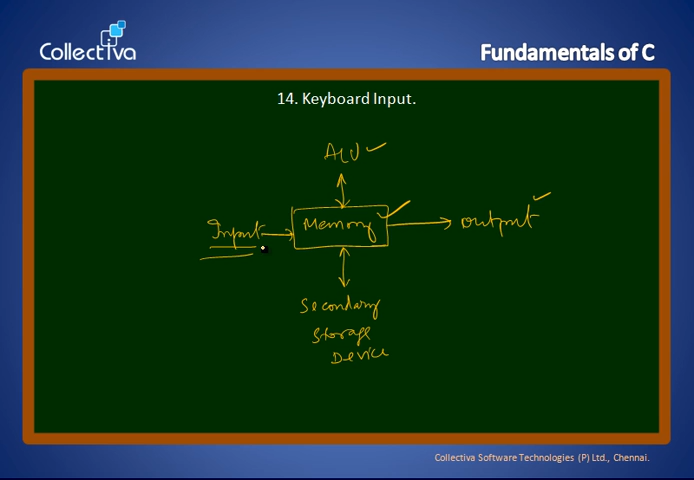 Collectiva
Fundamentals of C
14. Keyboard Input.
ALU
Input
Memory
Output
Secondary
Storage
Device
Collectiva Software Technologies (P) Ltd., Chennai.